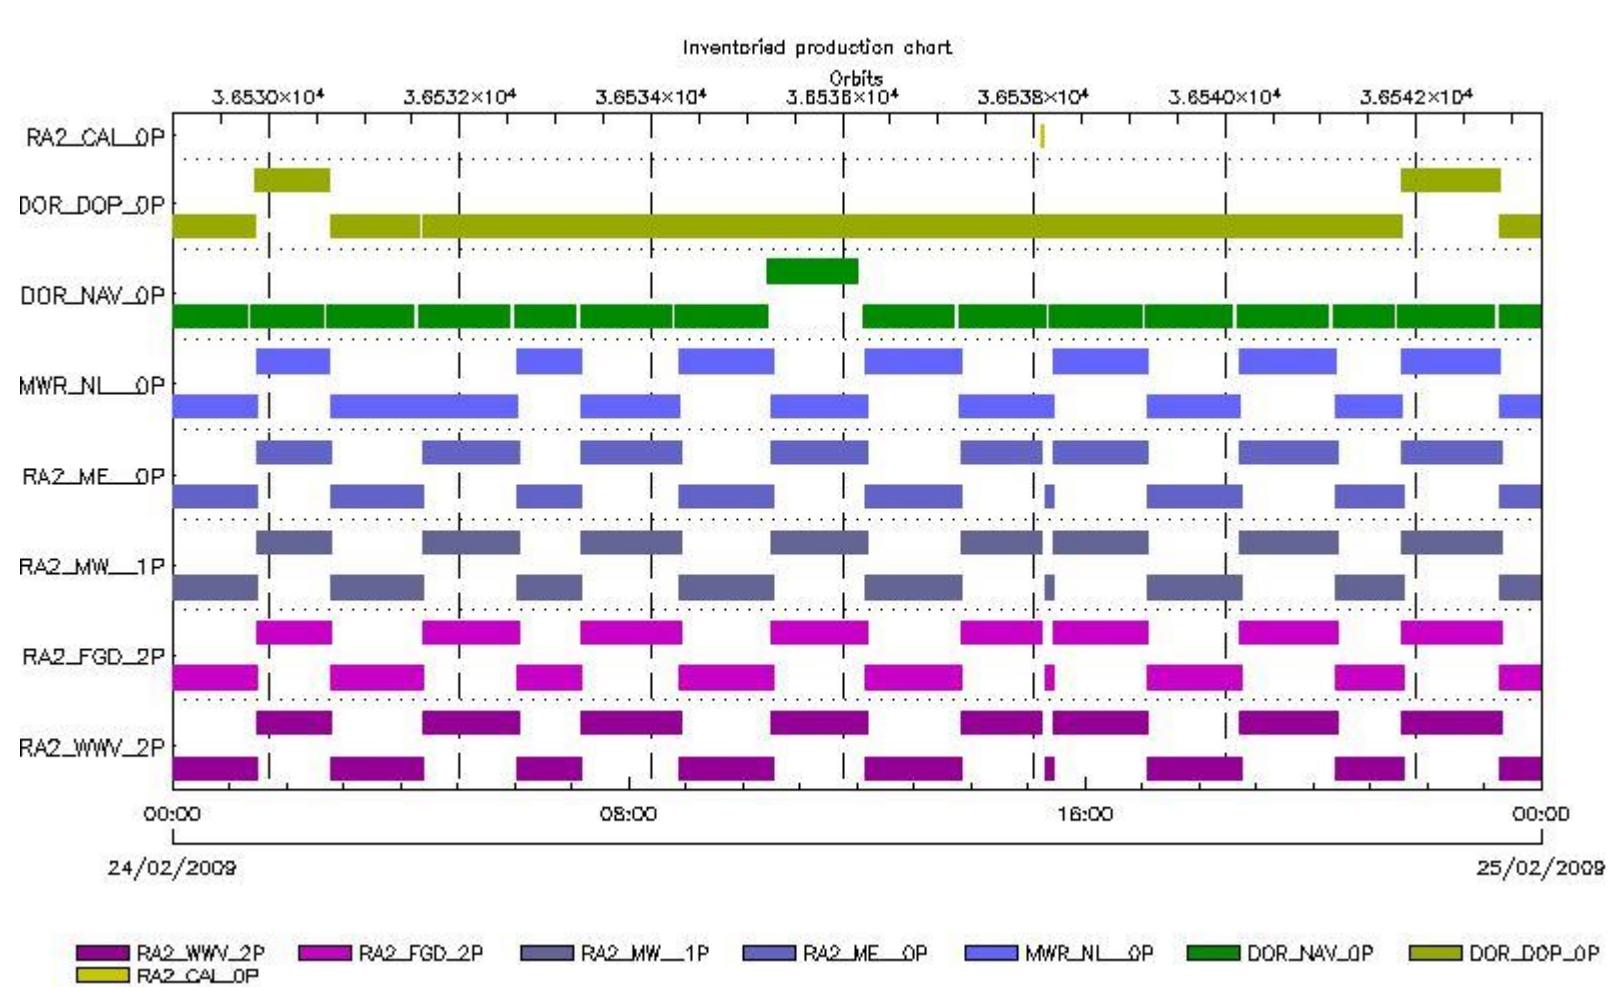 Inventoried production chart
Orbits
3.6530×10⁴ 3.6532×10⁴ 3.6534×10⁴ 3.6536×10⁴ 3.6538×10⁴ 3.6540×10⁴ 3.6542×10⁴
RA2_CAL_0P
DOR_DOP_0P
DOR_NAV_0P
MWR_NL__0P
RA2_ME__0P
RA2_MW__1P
RA2_FGD_2P
RA2_WWV_2P
00:00 08:00 16:00 00:00
24/02/2009 25/02/2009
RA2_WWV_2P RA2_FGD_2P RA2_MW__1P RA2_ME__0P MWR_NL__0P DOR_NAV_0P DOR_DOP_0P
RA2_CAL_0P